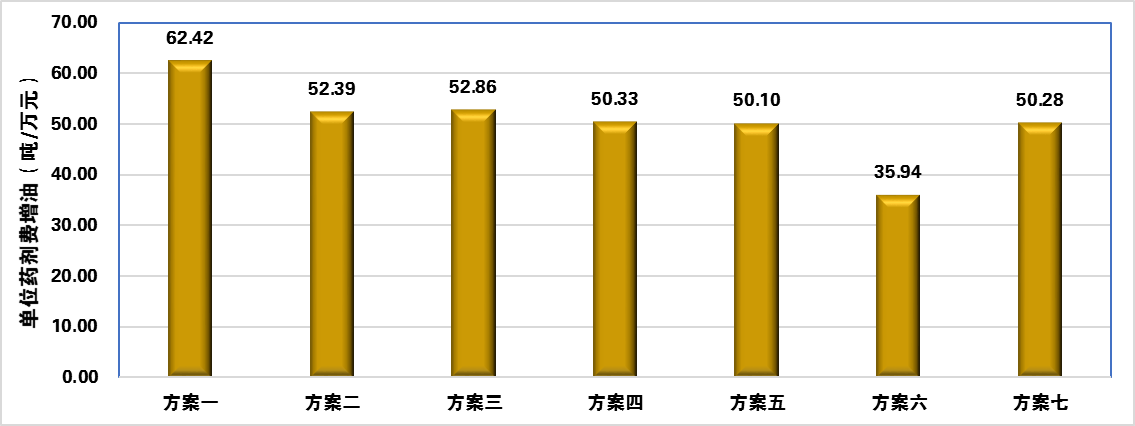 70.00
60.00
50.00
40.00
30.00
20.00
10.00
0.00
单位药剂费增油（吨/万元）
62.42
52.39
52.86
50.33
50.10
35.94
50.28
方案一
方案二
方案三
方案四
方案五
方案六
方案七